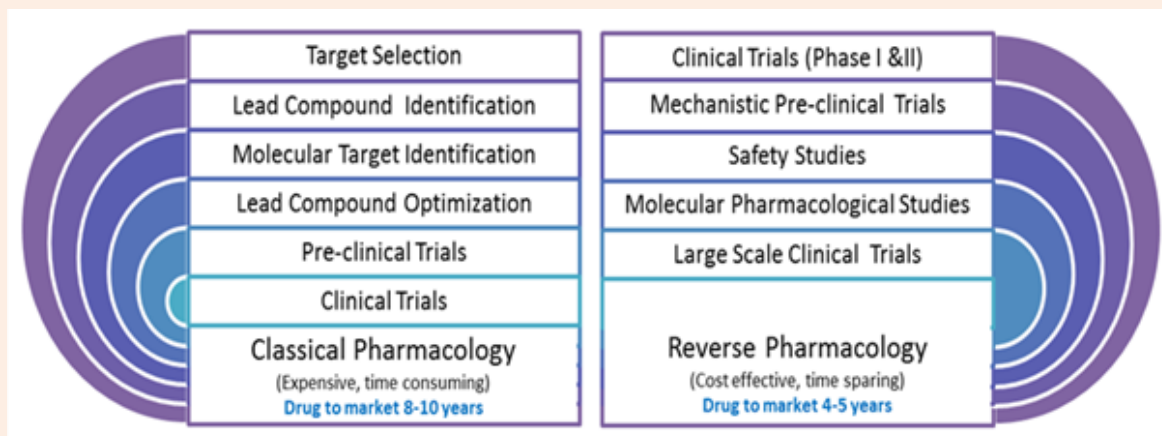 Target Selection
Lead Compound Identification
Molecular Target Identification
Lead Compound Optimization
Pre-clinical Trials
Clinical Trials
Classical Pharmacology
(Expensive, time consuming)
Drug to market 8-10 years
Clinical Trials (Phase I &II)
Mechanistic Pre-clinical Trials
Safety Studies
Molecular Pharmacological Studies
Large Scale Clinical Trials
Reverse Pharmacology
(Cost effective, time sparing)
Drug to market 4-5 years